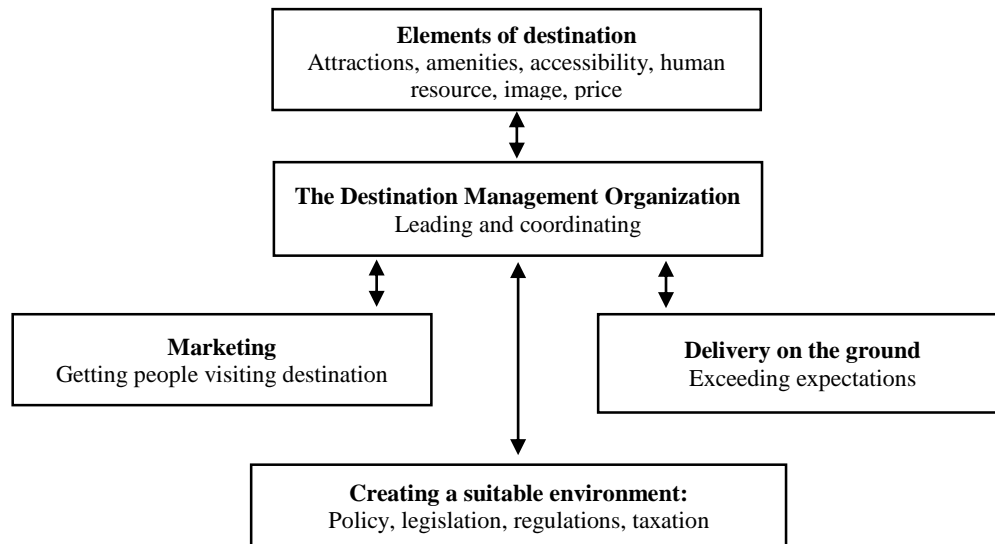 Elements of destination
Attractions, amenities, accessibility, human
resource, image, price
The Destination Management Organization
Leading and coordinating
Marketing
Getting people visiting destination
Delivery on the ground
Exceeding expectations
Creating a suitable environment:
Policy, legislation, regulations, taxation